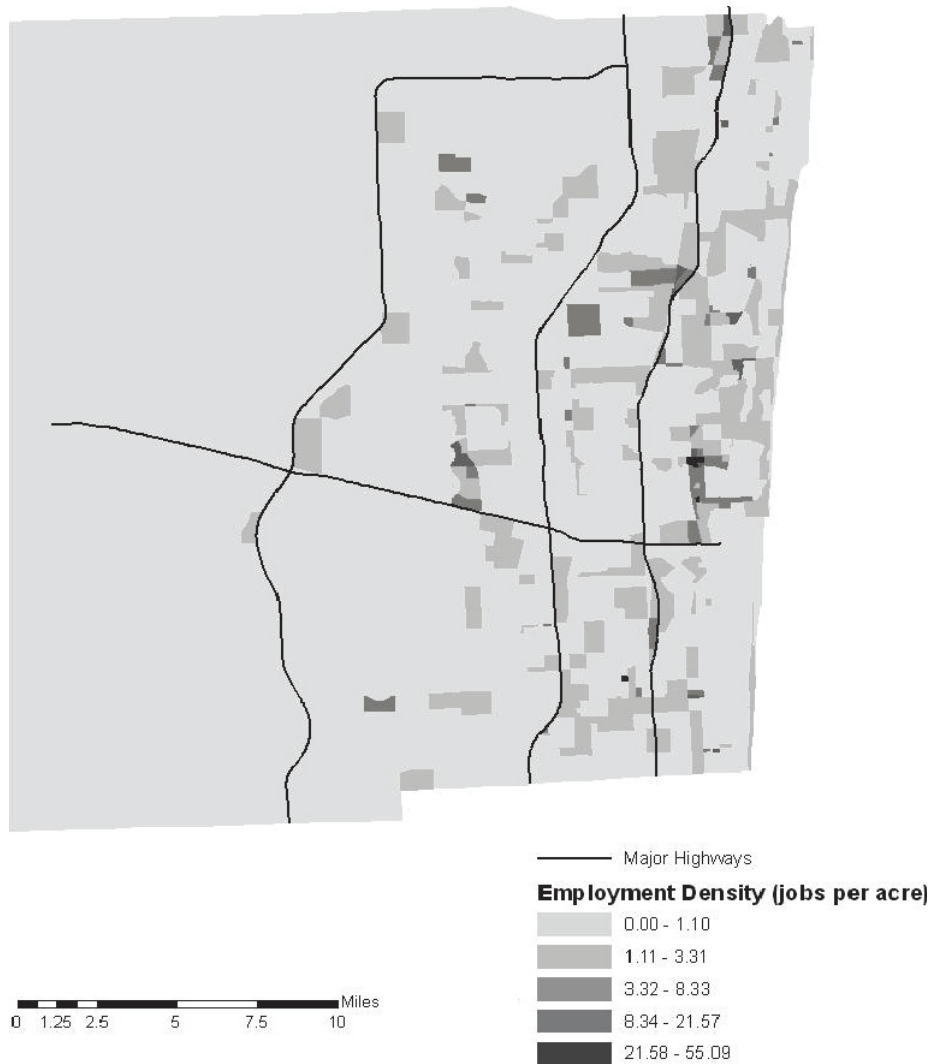 Major Highways
Employment Density (jobs per acre)
0.00 - 1.10
1.11 - 3.31
3.32 - 8.33
8.34 - 21.57
21.58 - 55.09
Miles
0 1.25 2.5 5 7.5 10